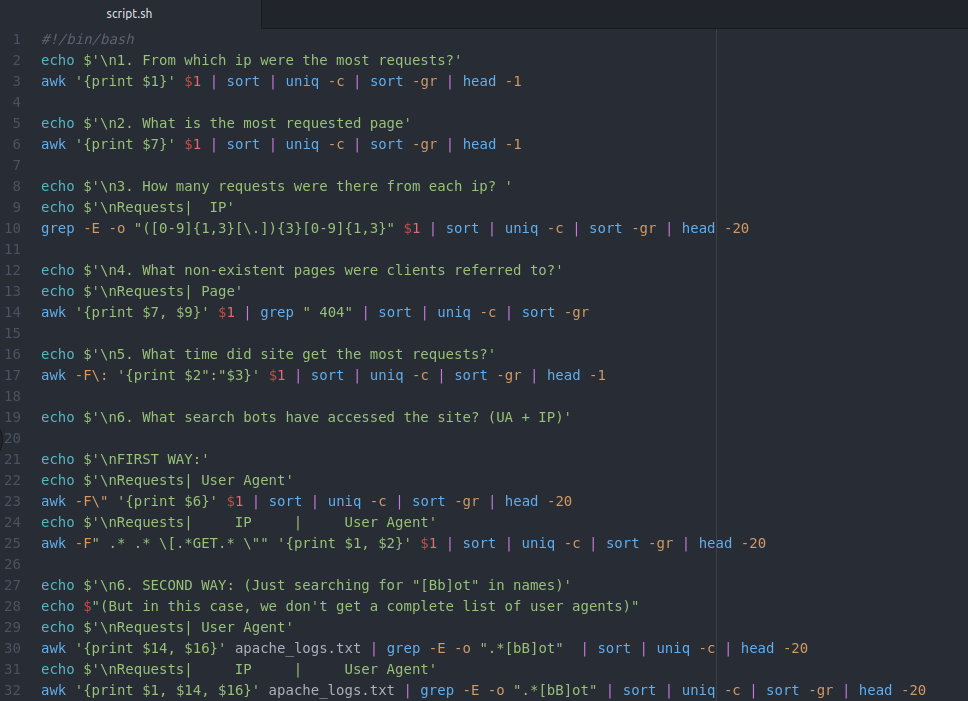 script.sh
1 #!/bin/bash
2 echo $'\n1. From which ip were the most requests?'
3 awk '{print $1}' $1 | sort | uniq -c | sort -gr | head -1
4
5 echo $'\n2. What is the most requested page'
6 awk '{print $7}' $1 | sort | uniq -c | sort -gr | head -1
7
8 echo $'\n3. How many requests were there from each ip? '
9 echo $'\nRequests|  IP'
10 grep -E -o "([0-9]{1,3}[\.]){3}[0-9]{1,3}" $1 | sort | uniq -c | sort -gr | head -20
11
12 echo $'\n4. What non-existent pages were clients referred to?'
13 echo $'\nRequests| Page'
14 awk '{print $7, $9}' $1 | grep " 404" | sort | uniq -c | sort -gr
15
16 echo $'\n5. What time did site get the most requests?'
17 awk -F\: '{print $2":"$3}' $1 | sort | uniq -c | sort -gr | head -1
18
19 echo $'\n6. What search bots have accessed the site? (UA + IP)'
20
21 echo $'\nFIRST WAY:'
22 echo $'\nRequests| User Agent'
23 awk -F\" '{print $6}' $1 | sort | uniq -c | sort -gr | head -20
24 echo $'\nRequests|     IP     |     User Agent'
25 awk -F" .* .* \[.*GET.* \"" '{print $1, $2}' $1 | sort | uniq -c | sort -gr | head -20
26
27 echo $'\n6. SECOND WAY: (Just searching for "[Bb]ot" in names)'
28 echo $"(But in this case, we don't get a complete list of user agents)"
29 echo $'\nRequests| User Agent'
30 awk '{print $14, $16}' apache_logs.txt | grep -E -o ".*[bB]ot"  | sort | uniq -c | head -20
31 echo $'\nRequests|     IP     |     User Agent'
32 awk '{print $1, $14, $16}' apache_logs.txt | grep -E -o ".*[bB]ot" | sort | uniq -c | sort -gr | head -20